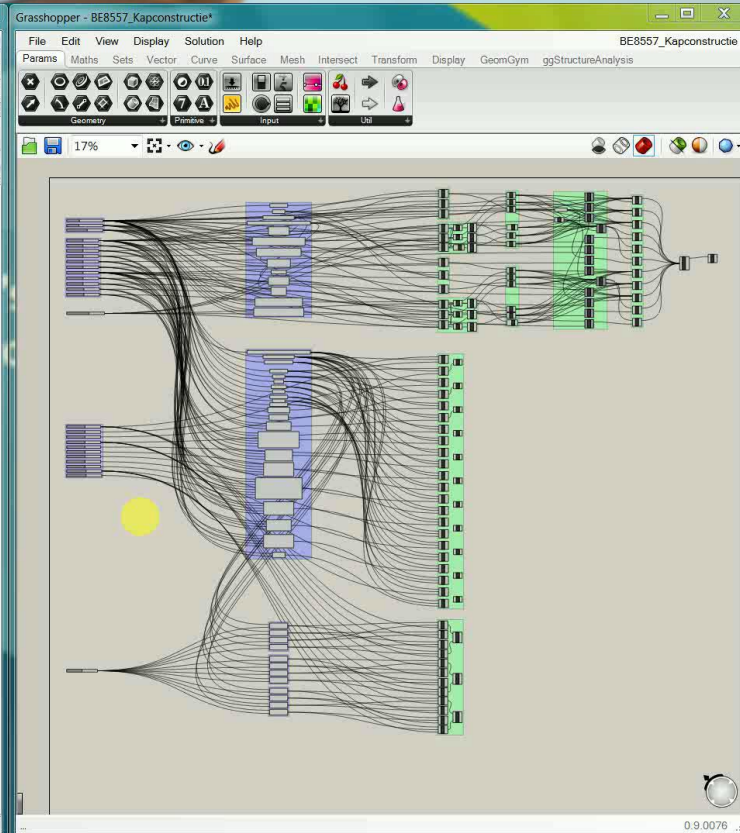 Grasshopper - BE8557_Kapconstructie*
File Edit View Display Solution Help BE8557_Kapconstructie
Params Maths Sets Vector Curve Surface Mesh Intersect Transform Display GeomGym ggStructureAnalysis
Geometry Primitive Input Util
17%
0.9.0076